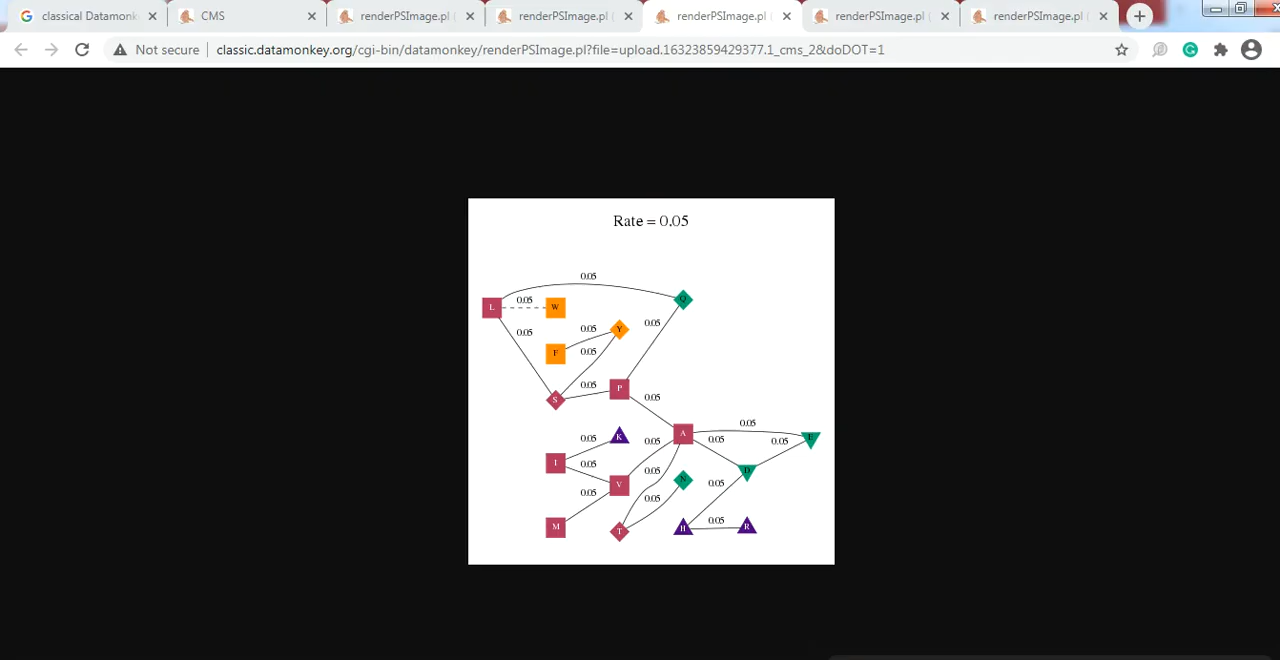 classical Datamonk
CMS
renderPSImage.pl (
renderPSImage.pl (
renderPSImage.pl (
renderPSImage.pl (
renderPSImage.pl (
Not secure
classic.datamonkey.org/cgi-bin/datamonkey/renderPSImage.pl?file=upload.16323859429377.1_cms_2&doDOT=1
Rate = 0.05
0.05
Q
0.05
L
W
0.05
0.05
Y
0.05
F
0.05
0.05
P
S
0.05
0.05
A
0.05
E
K
0.05
0.05
0.05
0.05
I
0.05
0.05
D
V
N
0.05
0.05
0.05
M
T
H
0.05
R